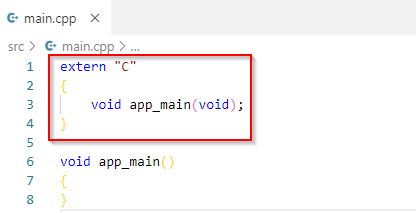 main.cpp
src > main.cpp > ...
1 extern "C"
2 {
3     void app_main(void);
4 }
5
6 void app_main()
7 {
8 }